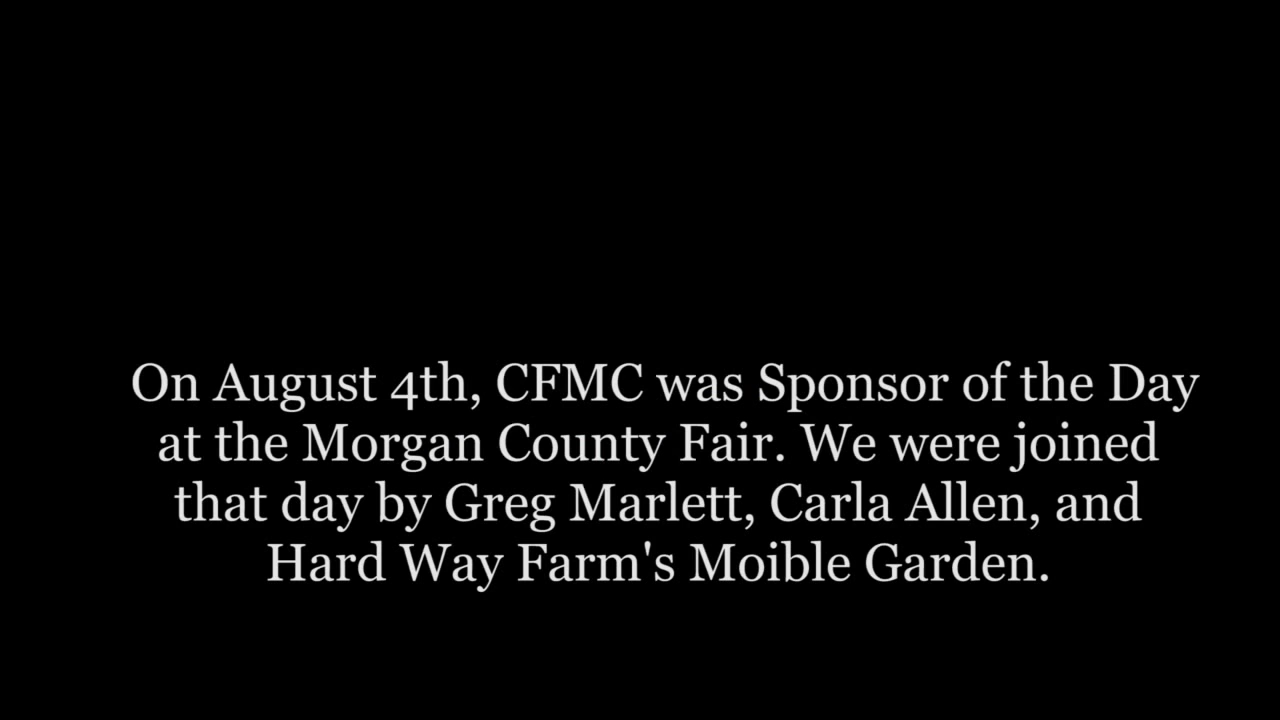 On August 4th, CFMC was Sponsor of the Day
at the Morgan County Fair. We were joined
that day by Greg Marlett, Carla Allen, and
Hard Way Farm's Moible Garden.